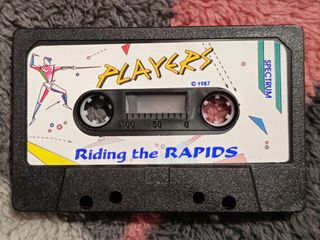 PLAYERS
© 1987
SPECTRUM
100 50 0
Riding the RAPIDS